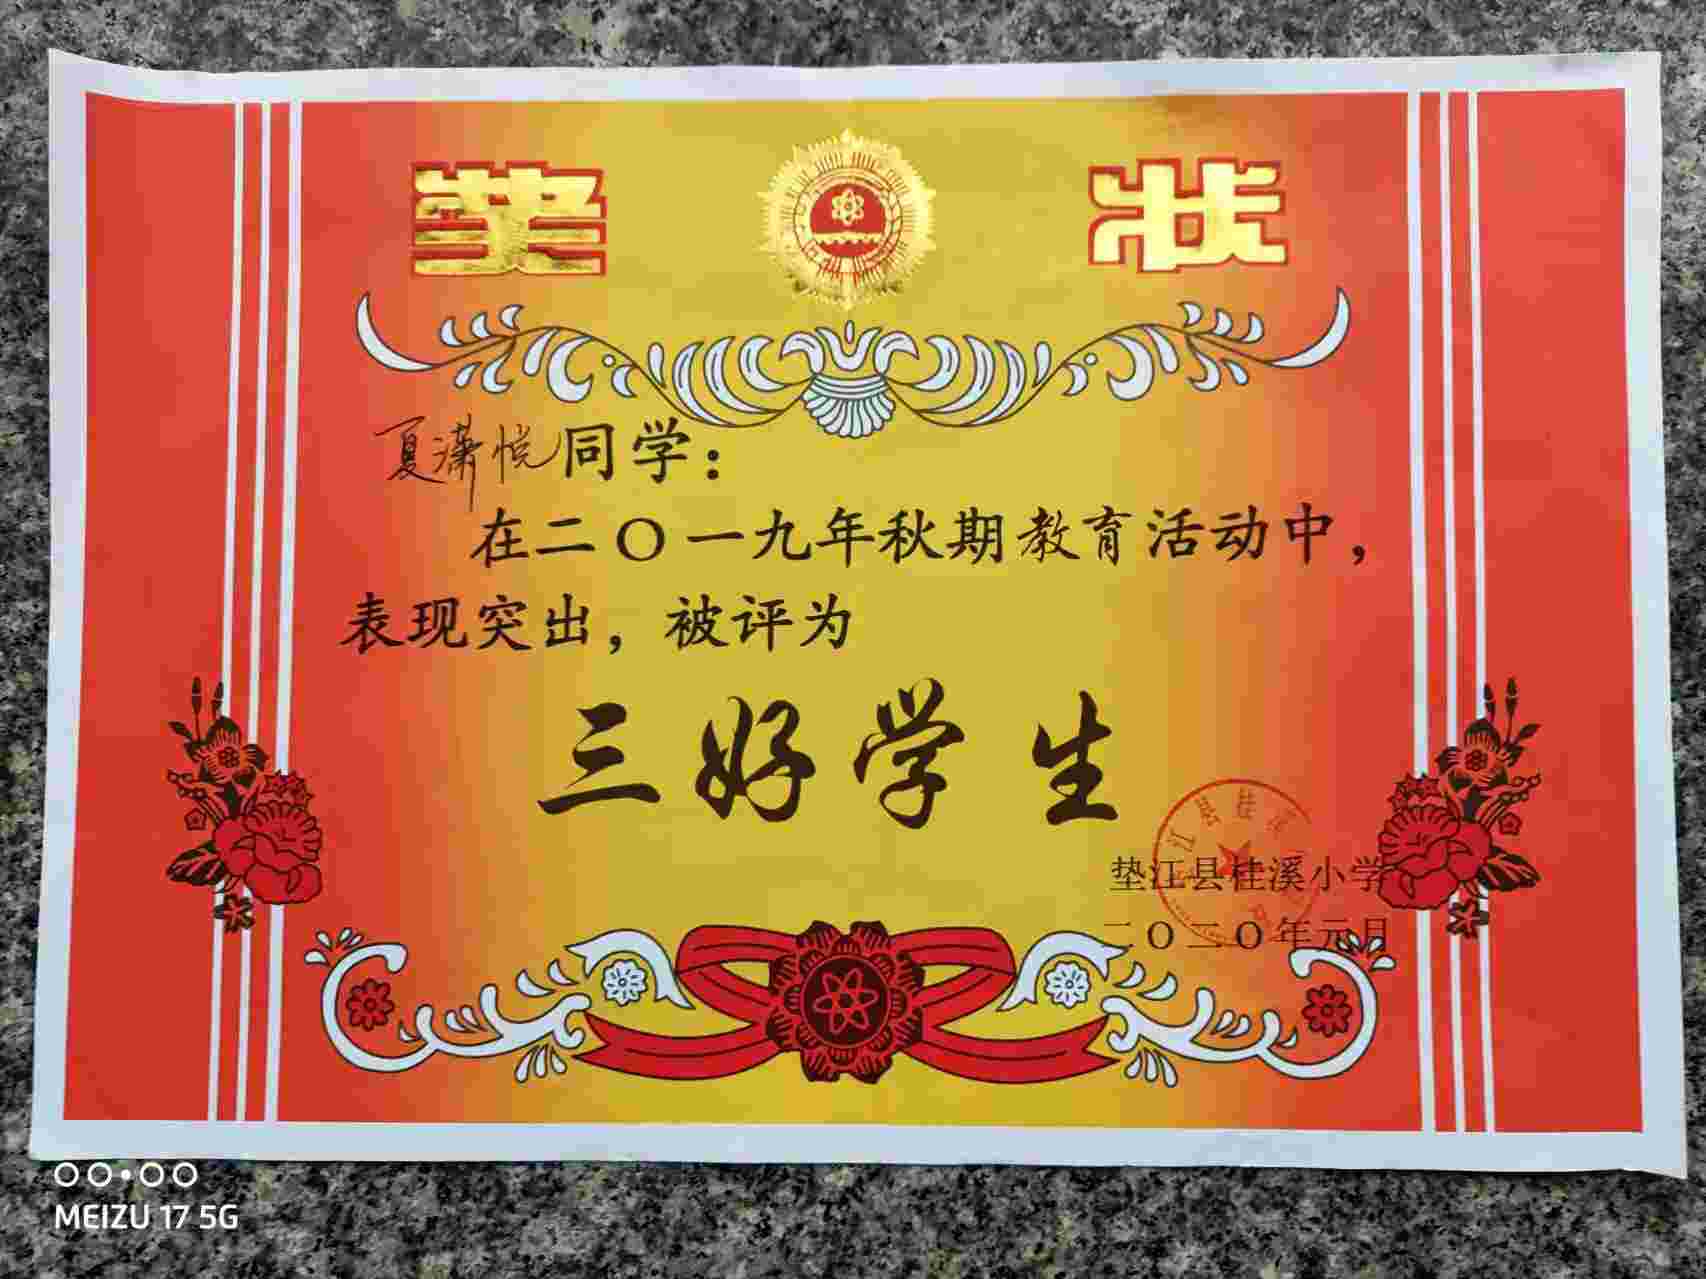 奖状
夏潇悦同学：
在二〇一九年秋期教育活动中，
表现突出，被评为
三好学生
江县桂溪
垫江县桂溪小学
二〇二〇年元月
MEIZU 17 5G